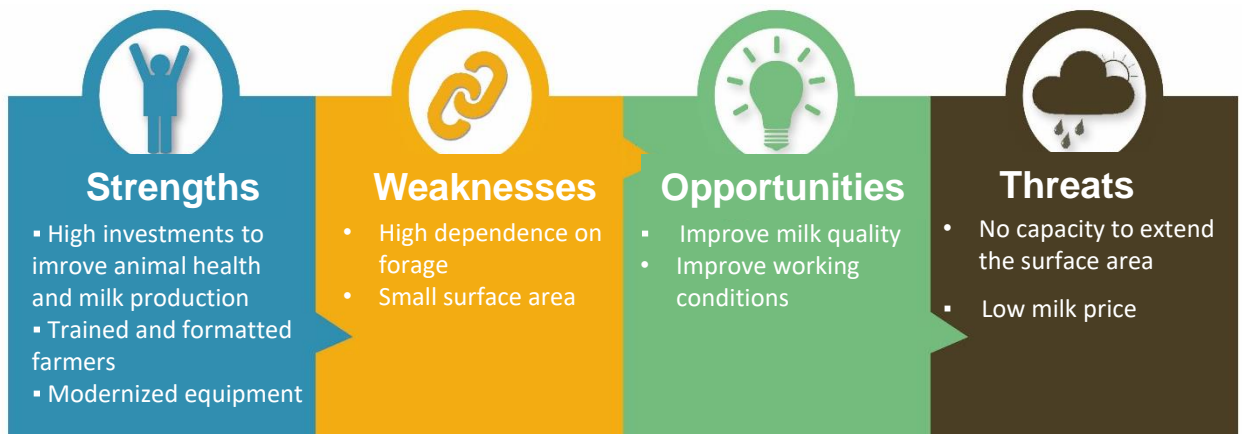 Strengths
▪ High investments to
imrove animal health
and milk production
▪ Trained and formatted
farmers
▪ Modernized equipment
Weaknesses
• High dependence on
forage
• Small surface area
Opportunities
▪ Improve milk quality
• Improve working
conditions
Threats
• No capacity to extend
the surface area
▪ Low milk price